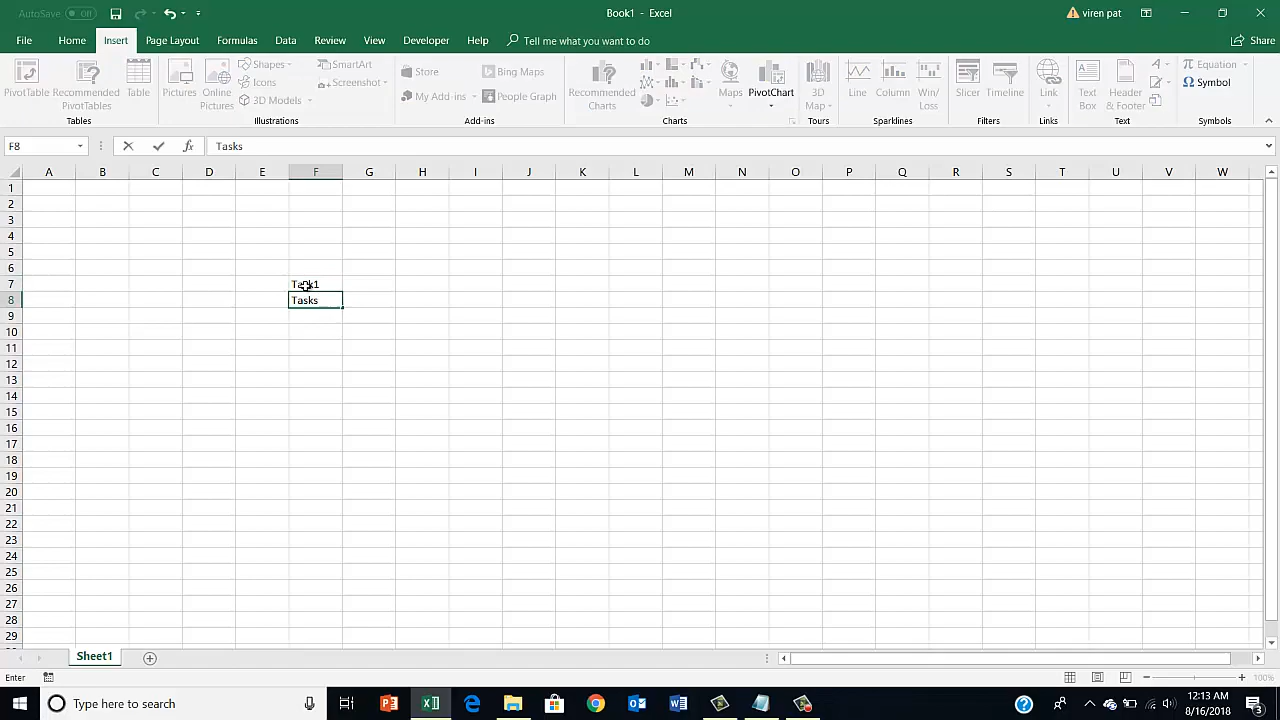 AutoSave Off
Book1 - Excel
viren pat
File Home Insert Page Layout Formulas Data Review View Developer Help Tell me what you want to do Share
PivotTable Recommended PivotTables Table
Tables
Pictures Online Pictures Shapes Icons 3D Models SmartArt Screenshot
Illustrations
Store My Add-ins Bing Maps People Graph
Add-ins
Recommended Charts Maps PivotChart
Charts
3D Map
Tours
Line Column Win/Loss
Sparklines
Slicer Timeline
Filters
Link
Links
Text Box Header & Footer
Text
Equation Symbol
Symbols
F8 fx Tasks
A B C D E F G H I J K L M N O P Q R S T U V W
1
2
3
4
5
6
7 Task1
8 Tasks
9
10
11
12
13
14
15
16
17
18
19
20
21
22
23
24
25
26
27
28
29
Sheet1
Enter 100%
Type here to search
12:13 AM
8/16/2018